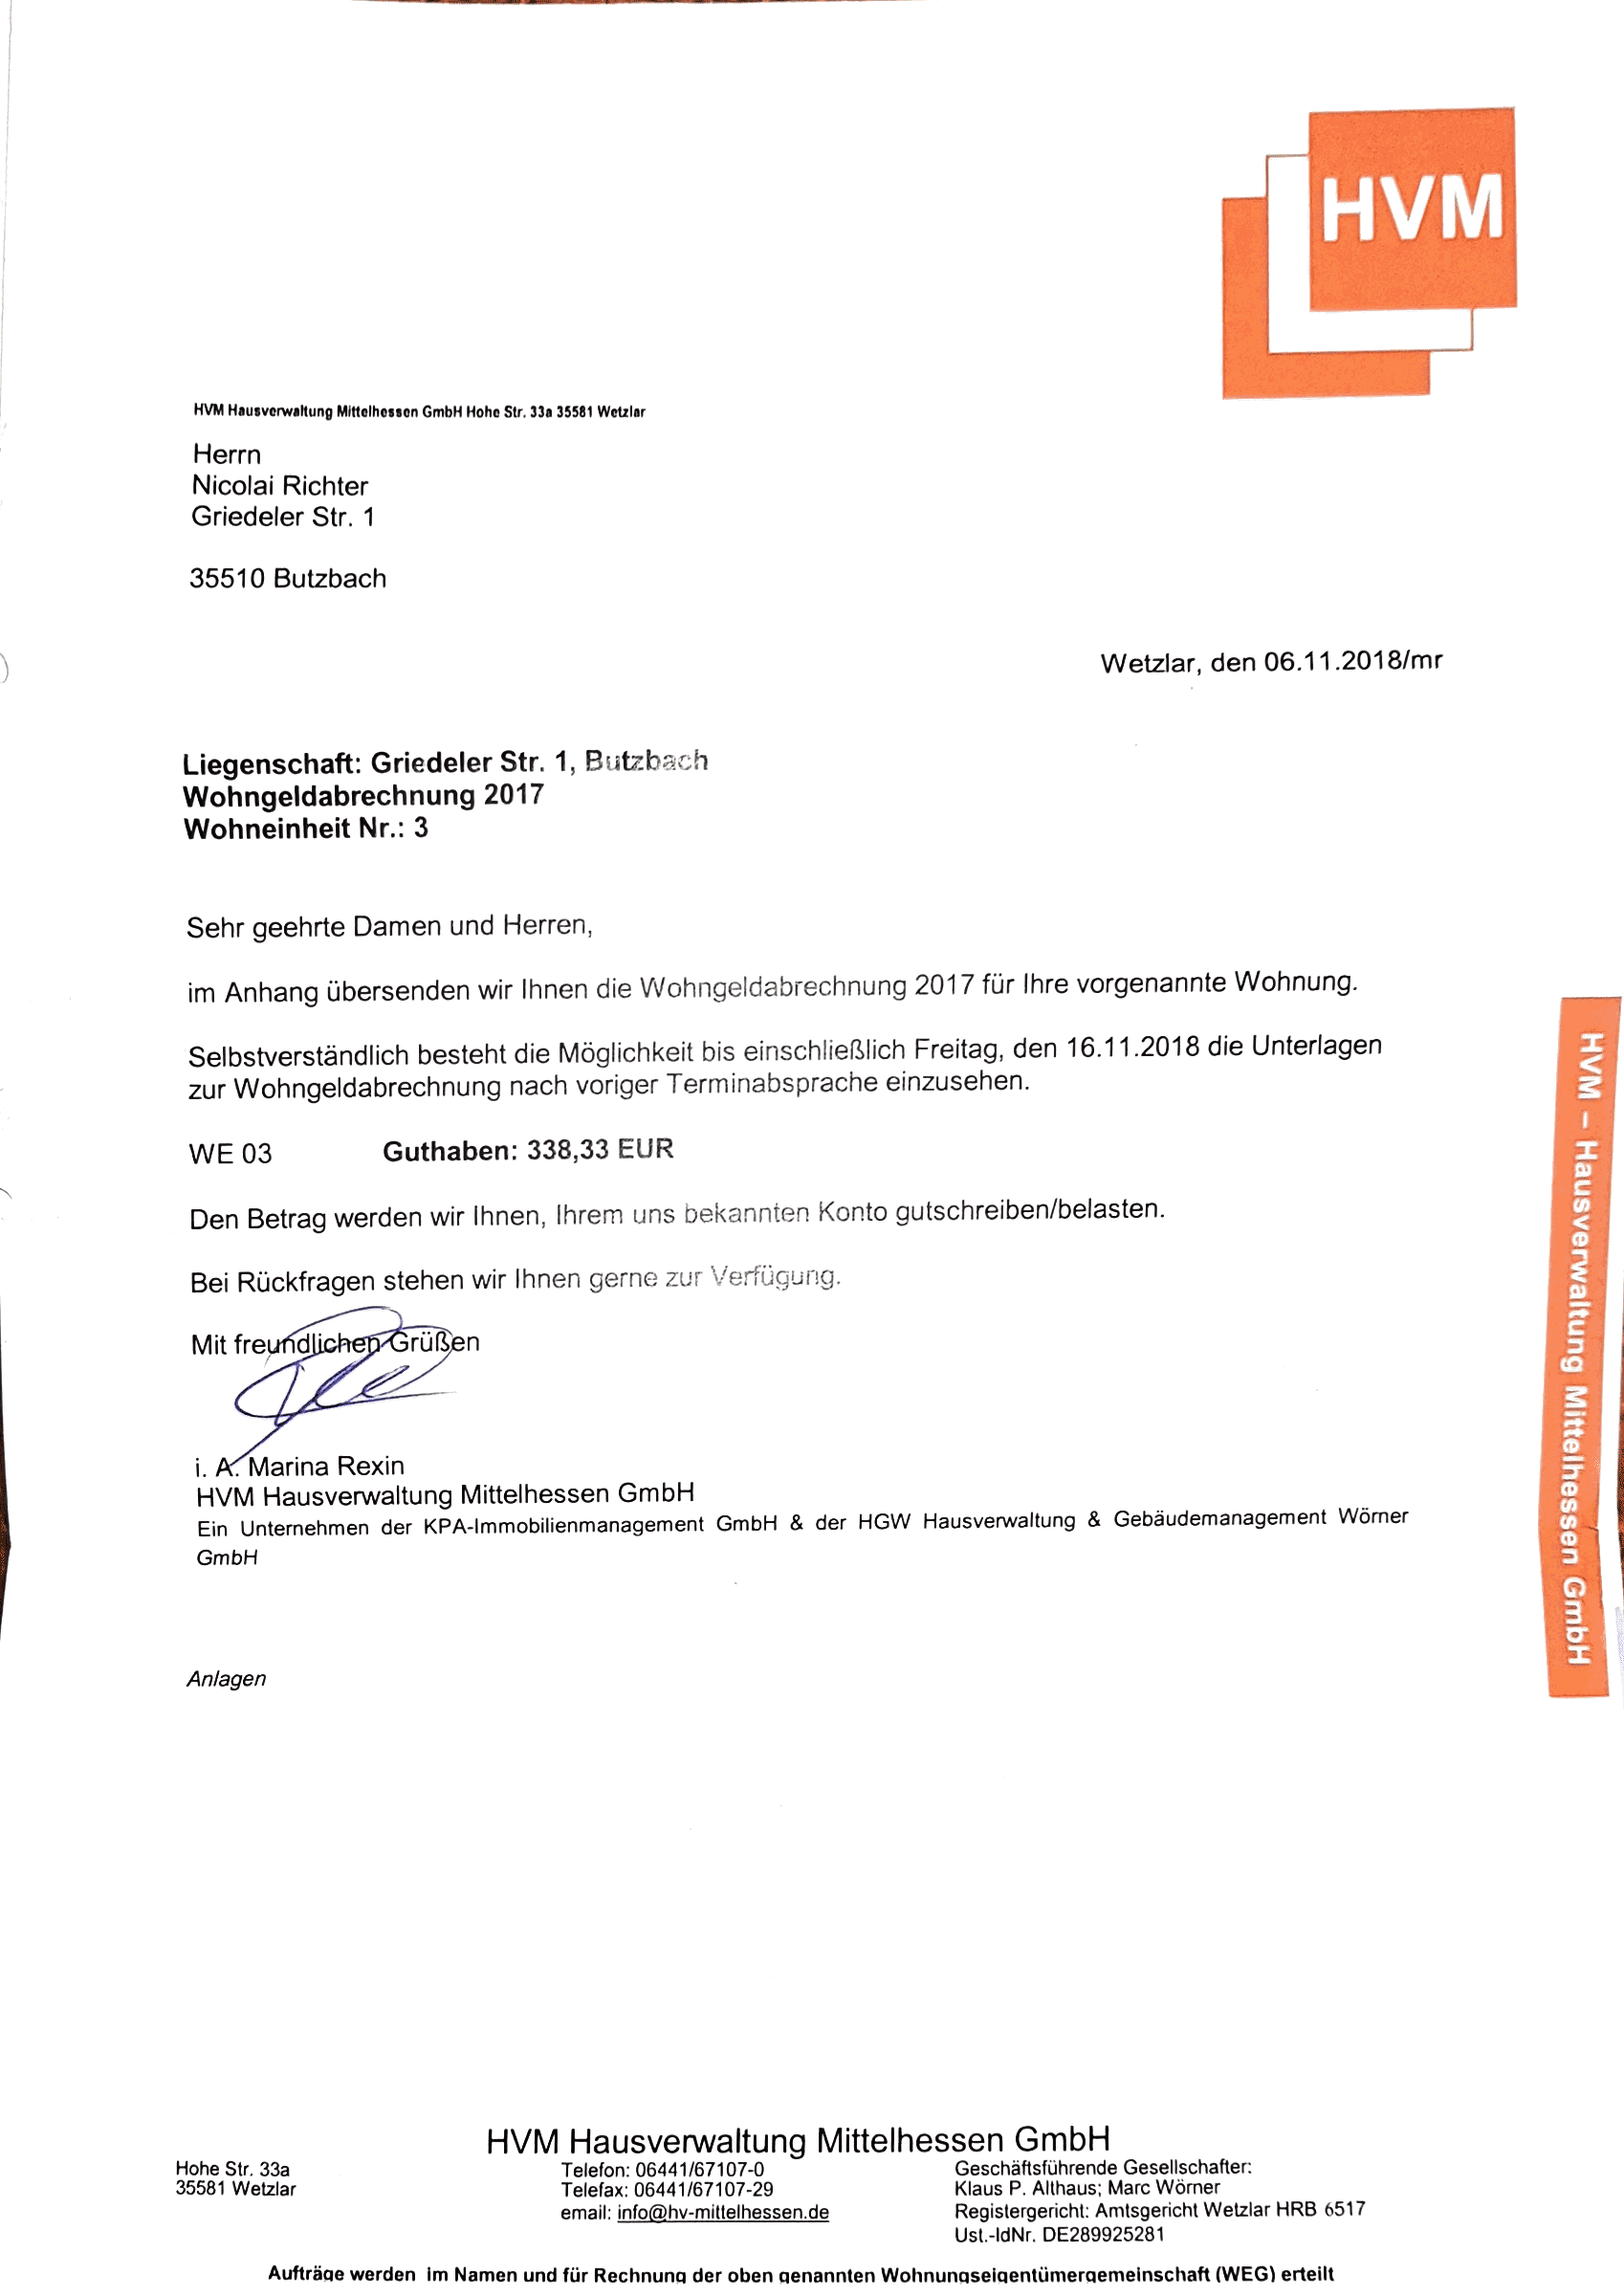 HVM
HVM Hausverwaltung Mittelhessen GmbH Hohe Str. 33a 35581 Wetzlar
Herrn
Nicolai Richter
Griedeler Str. 1
35510 Butzbach
Wetzlar, den 06.11.2018/mr
Liegenschaft: Griedeler Str. 1, Butzbach
Wohngeldabrechnung 2017
Wohneinheit Nr.: 3
Sehr geehrte Damen und Herren,
im Anhang übersenden wir Ihnen die Wohngeldabrechnung 2017 für Ihre vorgenannte Wohnung.
Selbstverständlich besteht die Möglichkeit bis einschließlich Freitag, den 16.11.2018 die Unterlagen
zur Wohngeldabrechnung nach voriger Terminabsprache einzusehen.
WE 03 Guthaben: 338,33 EUR
Den Betrag werden wir Ihnen, Ihrem uns bekannten Konto gutschreiben/belasten.
Bei Rückfragen stehen wir Ihnen gerne zur Verfügung.
Mit freundlichen Grüßen
i. A. Marina Rexin
HVM Hausverwaltung Mittelhessen GmbH
Ein Unternehmen der KPA-Immobilienmanagement GmbH & der HGW Hausverwaltung & Gebäudemanagement Wörner
GmbH
Anlagen
HVM – Hausverwaltung Mittelhessen GmbH
HVM Hausverwaltung Mittelhessen GmbH
Hohe Str. 33a
35581 Wetzlar
Telefon: 06441/67107-0
Telefax: 06441/67107-29
email: info@hv-mittelhessen.de
Geschäftsführende Gesellschafter:
Klaus P. Althaus; Marc Wörner
Registergericht: Amtsgericht Wetzlar HRB 6517
Ust.-IdNr. DE289925281
Aufträge werden im Namen und für Rechnung der oben genannten Wohnungseigentümergemeinschaft (WEG) erteilt